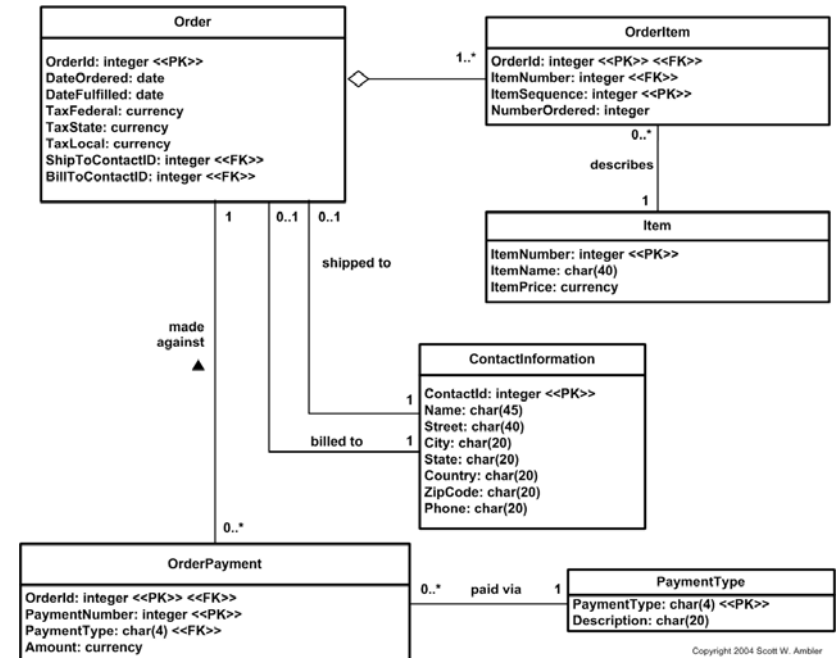 Order
OrderId: integer <<PK>>
DateOrdered: date
DateFulfilled: date
TaxFederal: currency
TaxState: currency
TaxLocal: currency
ShipToContactID: integer <<FK>>
BillToContactID: integer <<FK>>
1..*
OrderItem
OrderId: integer <<PK>> <<FK>>
ItemNumber: integer <<FK>>
ItemSequence: integer <<PK>>
NumberOrdered: integer
0..*
describes
1
Item
ItemNumber: integer <<PK>>
ItemName: char(40)
ItemPrice: currency
1
0..1
0..1
shipped to
made
against
ContactInformation
ContactId: integer <<PK>>
Name: char(45)
Street: char(40)
City: char(20)
State: char(20)
Country: char(20)
ZipCode: char(20)
Phone: char(20)
1
billed to
1
0..*
OrderPayment
OrderId: integer <<PK>> <<FK>>
PaymentNumber: integer <<PK>>
PaymentType: char(4) <<FK>>
Amount: currency
0..*
paid via
1
PaymentType
PaymentType: char(4) <<PK>>
Description: char(20)
Copyright 2004 Scott W. Ambler